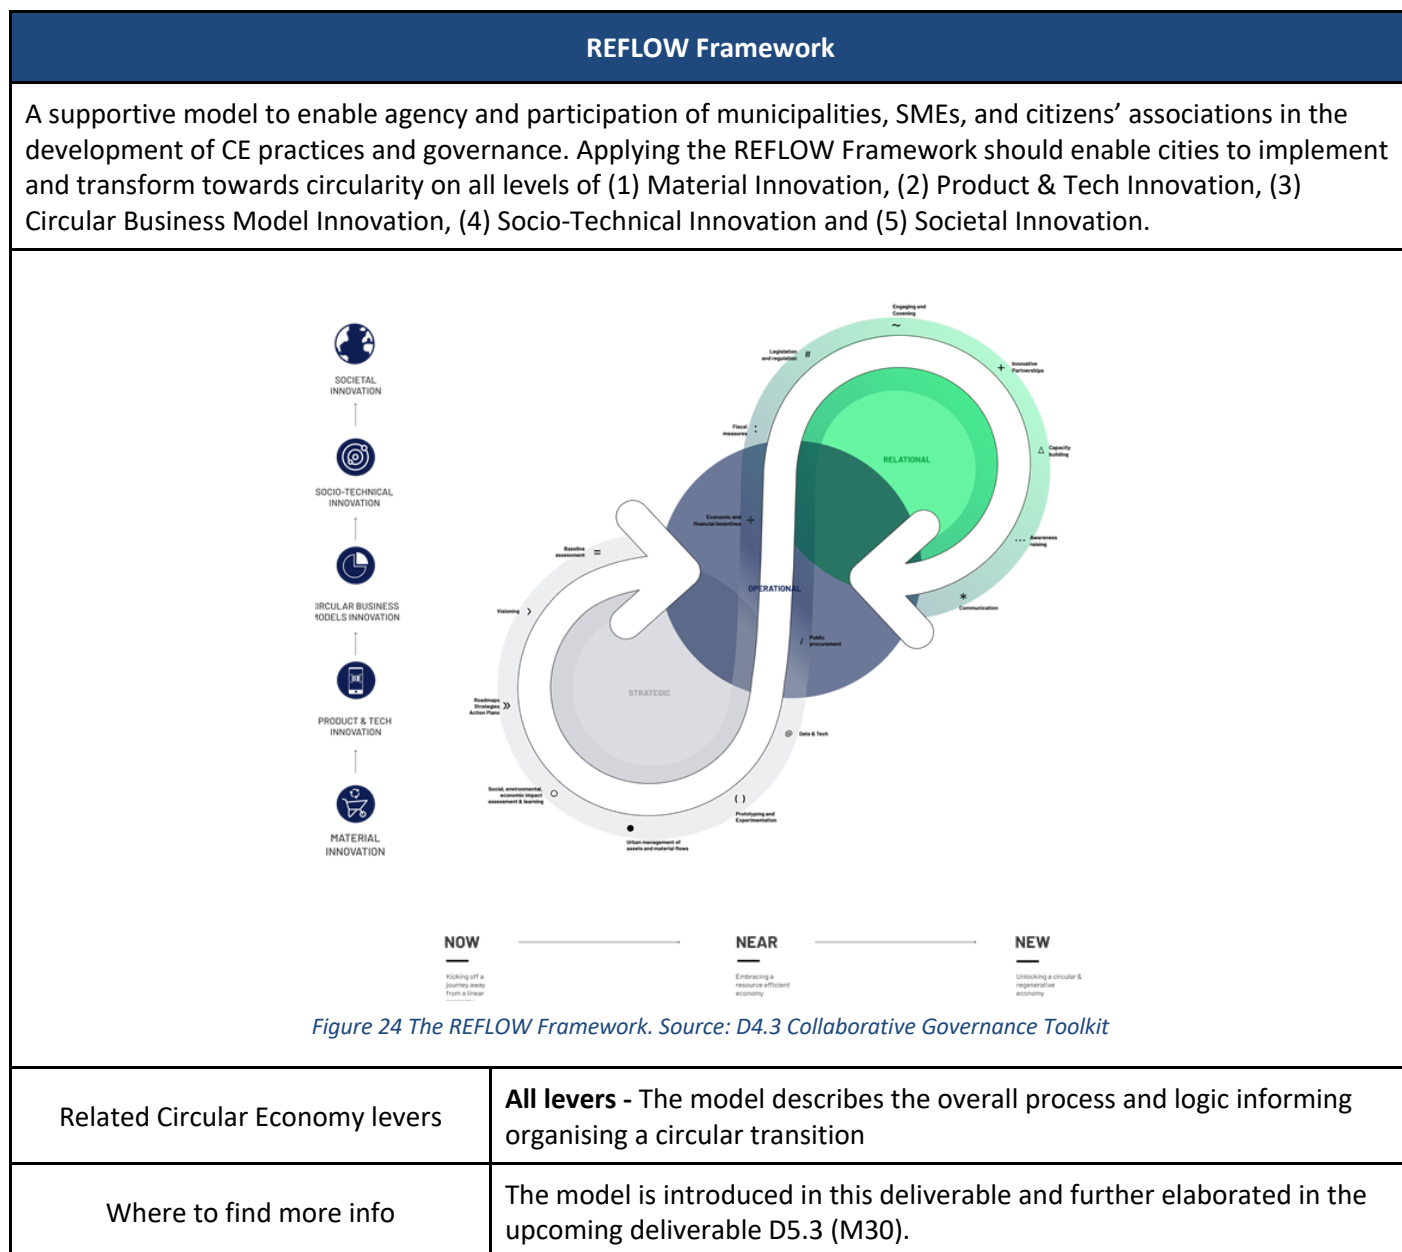 REFLOW Framework
A supportive model to enable agency and participation of municipalities, SMEs, and citizens’ associations in the
development of CE practices and governance. Applying the REFLOW Framework should enable cities to implement
and transform towards circularity on all levels of (1) Material Innovation, (2) Product & Tech Innovation, (3)
Circular Business Model Innovation, (4) Socio-Technical Innovation and (5) Societal Innovation.
SOCIETAL
INNOVATION
SOCIO-TECHNICAL
INNOVATION
IRCULAR BUSINESS
MODELS INNOVATION
PRODUCT & TECH
INNOVATION
MATERIAL
INNOVATION
Engaging and
Covening
~
Legislation
and regulation #
+ Innovative
Partnerships
Fiscal
measures :
Capacity
building
RELATIONAL
Economic and
financial incentives ÷
... Awareness
raising
Baseline
assessment =
OPERATIONAL
*
Communication
Visioning >
/ Public
procurement
STRATEGIC
Roadmaps
Strategies »
Action Plans
@ Data & Tech
Social, environmental,
economic impact
assessment & learning
( )
Prototyping and
Experimentation
Urban management of
assets and material flows
NOW
NEAR
NEW
Kicking off a
journey away
from a linear
Embracing a
resource efficient
economy
Unlocking a circular &
regenerative
economy
Figure 24 The REFLOW Framework. Source: D4.3 Collaborative Governance Toolkit
Related Circular Economy levers
All levers - The model describes the overall process and logic informing
organising a circular transition
Where to find more info
The model is introduced in this deliverable and further elaborated in the
upcoming deliverable D5.3 (M30).